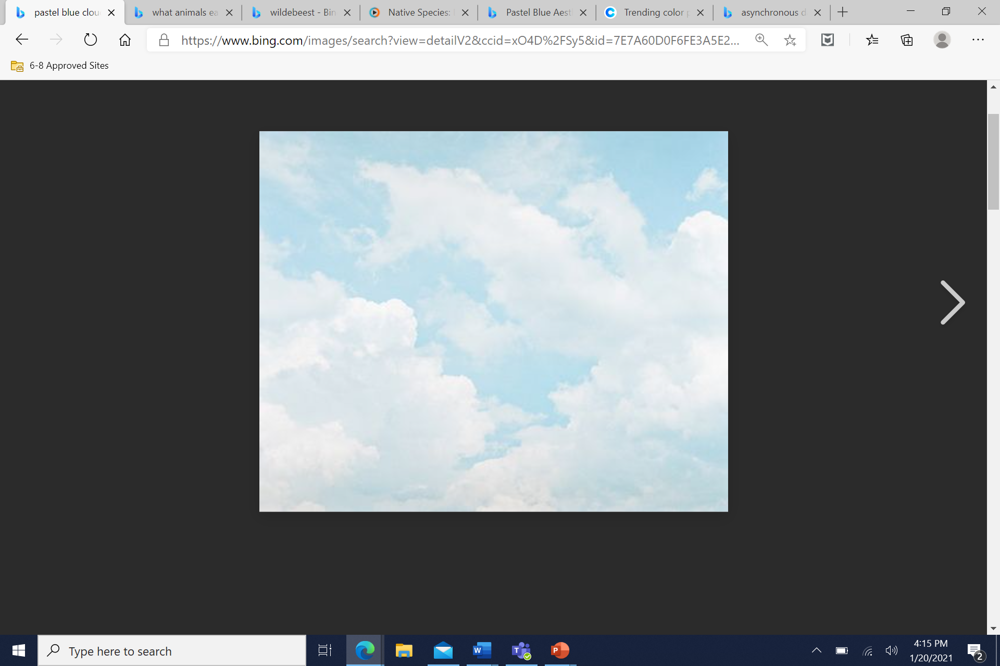 pastel blue clou
what animals ea
wildebeest - Bin
Native Species:
Pastel Blue Aest
Trending color p
asynchronous d
https://www.bing.com/images/search?view=detailV2&ccid=xO4D%2FSy5&id=7E7A60D0F6FE3A5E2...
6-8 Approved Sites
Type here to search
4:15 PM
1/20/2021
2